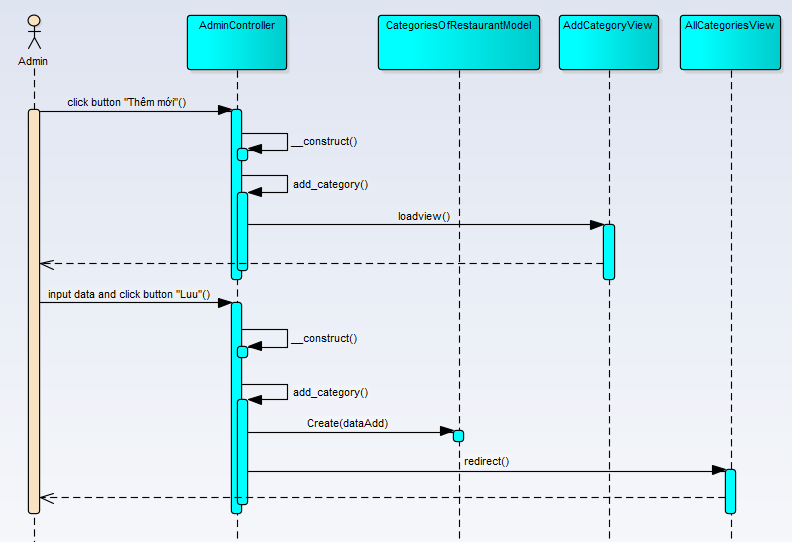 Admin
AdminController
CategoriesOfRestaurantModel
AddCategoryView
AllCategoriesView
click button "Thêm mới"()
__construct()
add_category()
loadview()
input data and click button "Luu"()
__construct()
add_category()
Create(dataAdd)
redirect()